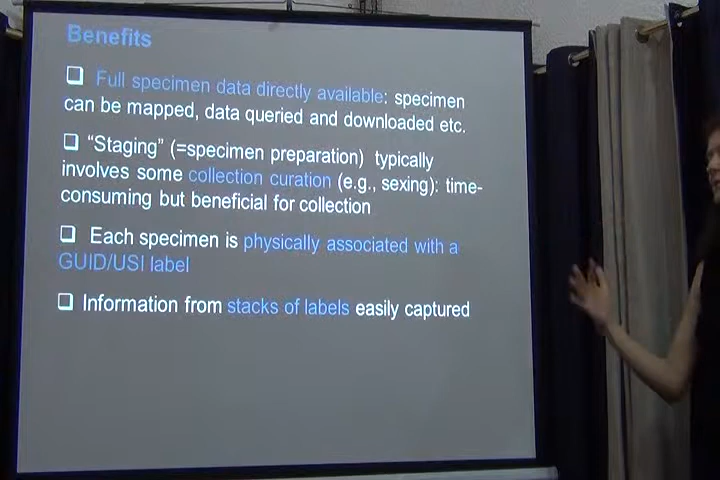 Benefits
❑ Full specimen data directly available: specimen
can be mapped, data queried and downloaded etc.
❑ “Staging” (=specimen preparation) typically
involves some collection curation (e.g., sexing): time-
consuming but beneficial for collection
❑ Each specimen is physically associated with a
GUID/USI label
❑ Information from stacks of labels easily captured